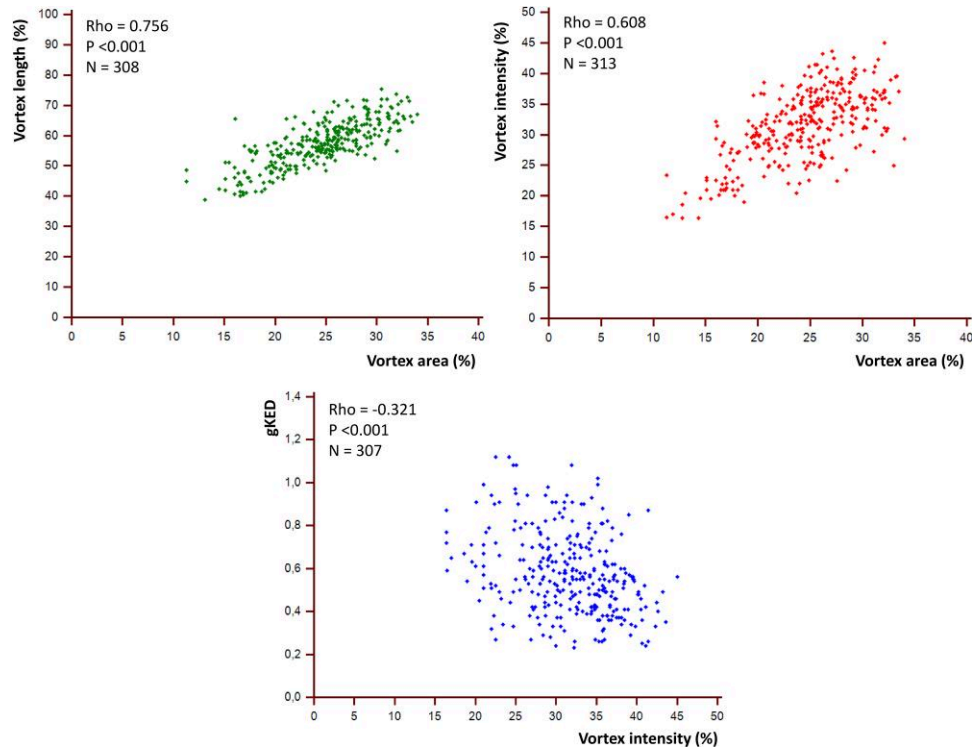 Vortex length (%)
100
90
80
70
60
50
40
30
20
10
0
Rho = 0.756
P <0.001
N = 308
0 5 10 15 20 25 30 35 40
Vortex area (%)
Vortex intensity (%)
50
45
40
35
30
25
20
15
10
5
0
Rho = 0.608
P <0.001
N = 313
0 5 10 15 20 25 30 35 40
Vortex area (%)
gKED
1,4
1,2
1,0
0,8
0,6
0,4
0,2
0,0
Rho = -0.321
P <0.001
N = 307
0 5 10 15 20 25 30 35 40 45 50
Vortex intensity (%)